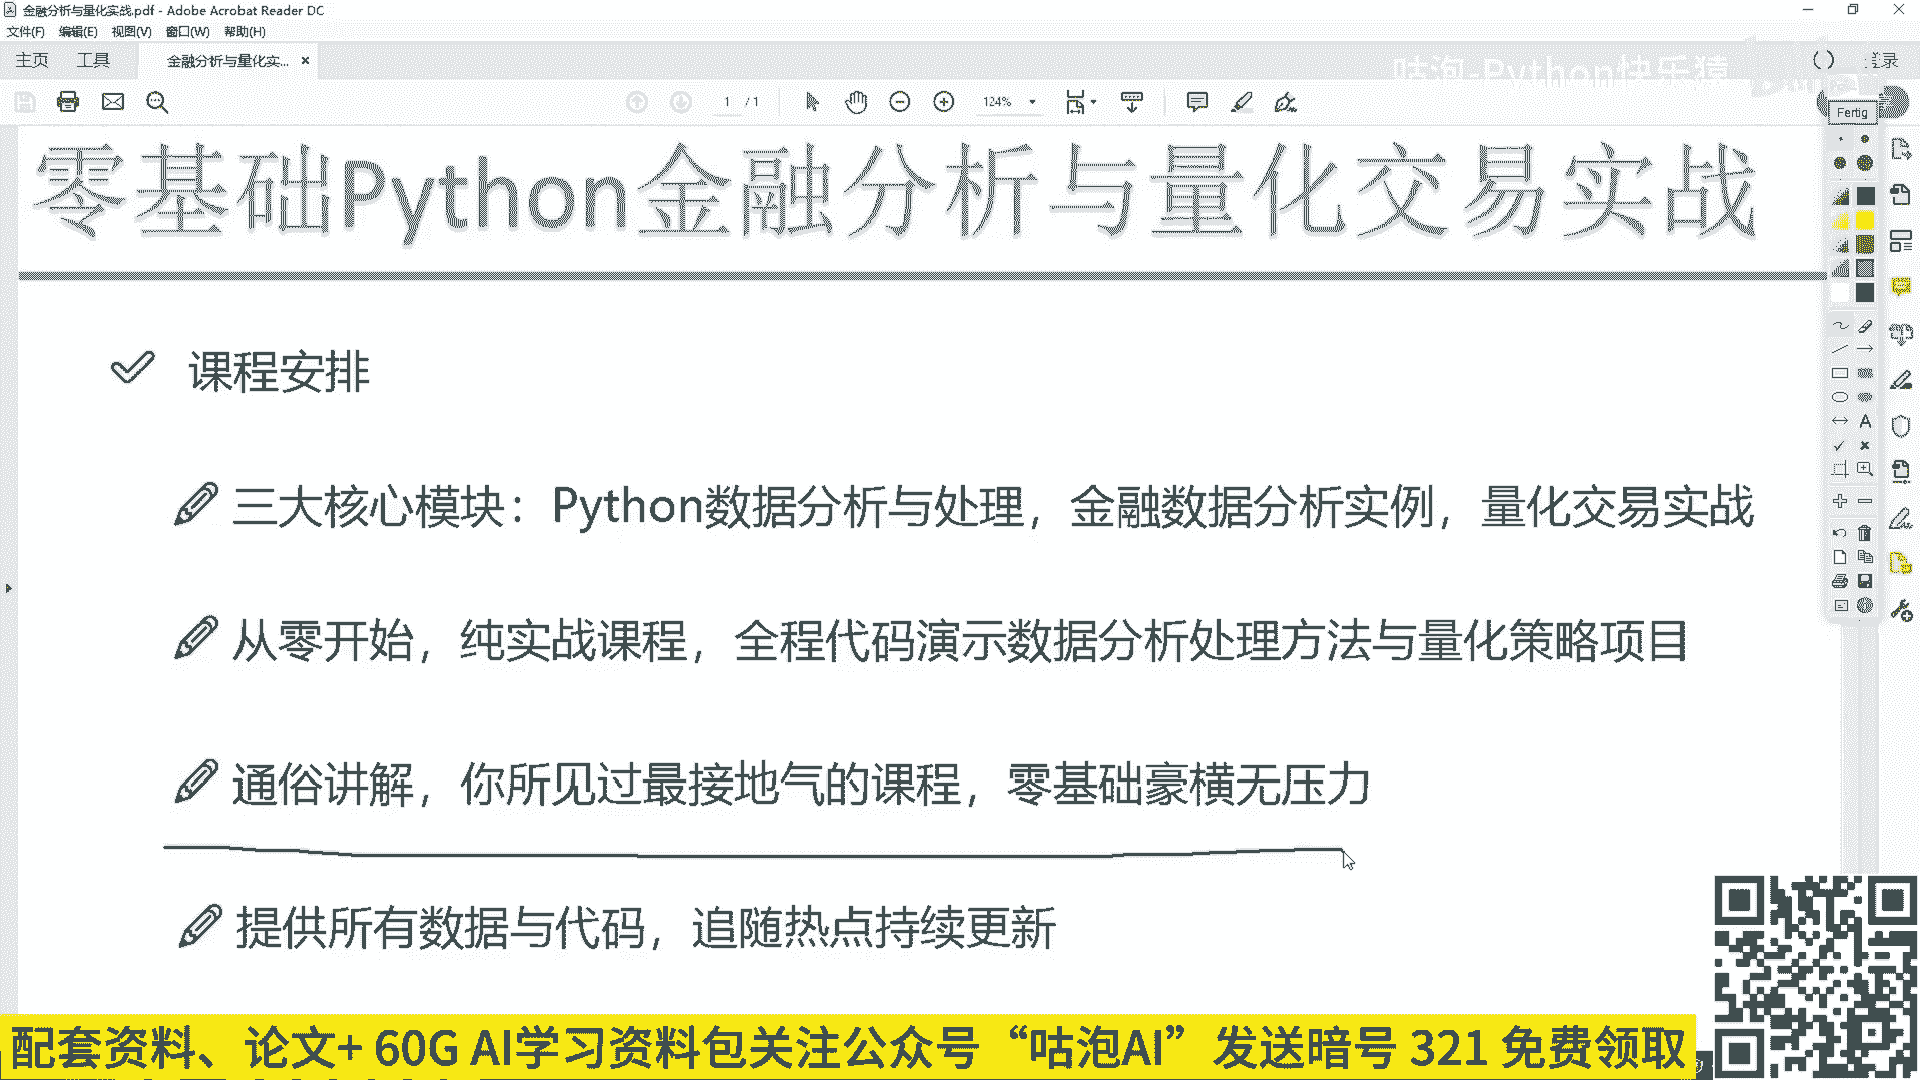 金融分析与量化实战.pdf - Adobe Acrobat Reader DC
文件(F) 编辑(E) 视图(V) 窗口(W) 帮助(H)
主页 工具 金融分析与量化实... ×
咕泡-Python快乐猿
录
1 / 1
124%
Fertig
零基础Python金融分析与量化交易实战
课程安排
三大核心模块：Python数据分析与处理，金融数据分析实例，量化交易实战
从零开始，纯实战课程，全程代码演示数据分析处理方法与量化策略项目
通俗讲解，你所见过最接地气的课程，零基础豪横无压力
提供所有数据与代码，追随热点持续更新
配套资料、论文+ 60G AI学习资料包关注公众号“咕泡AI”发送暗号 321 免费领取